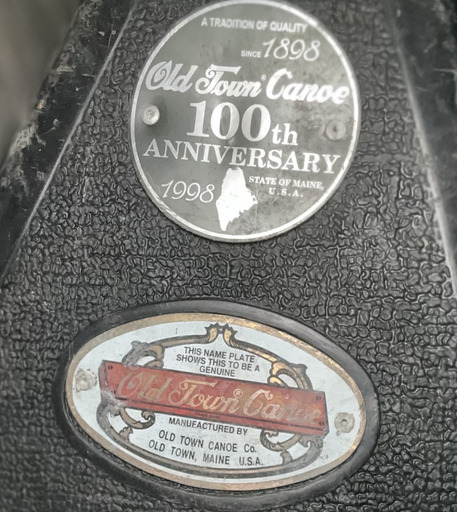 A TRADITION OF QUALITY
SINCE 1898
Old Town® Canoe
100th
ANNIVERSARY
1998
STATE OF MAINE,
U.S.A.
THIS NAME PLATE
SHOWS THIS TO BE A
GENUINE
Old Town® Canoe
MANUFACTURED BY
OLD TOWN CANOE Co.
OLD TOWN, MAINE U.S.A.